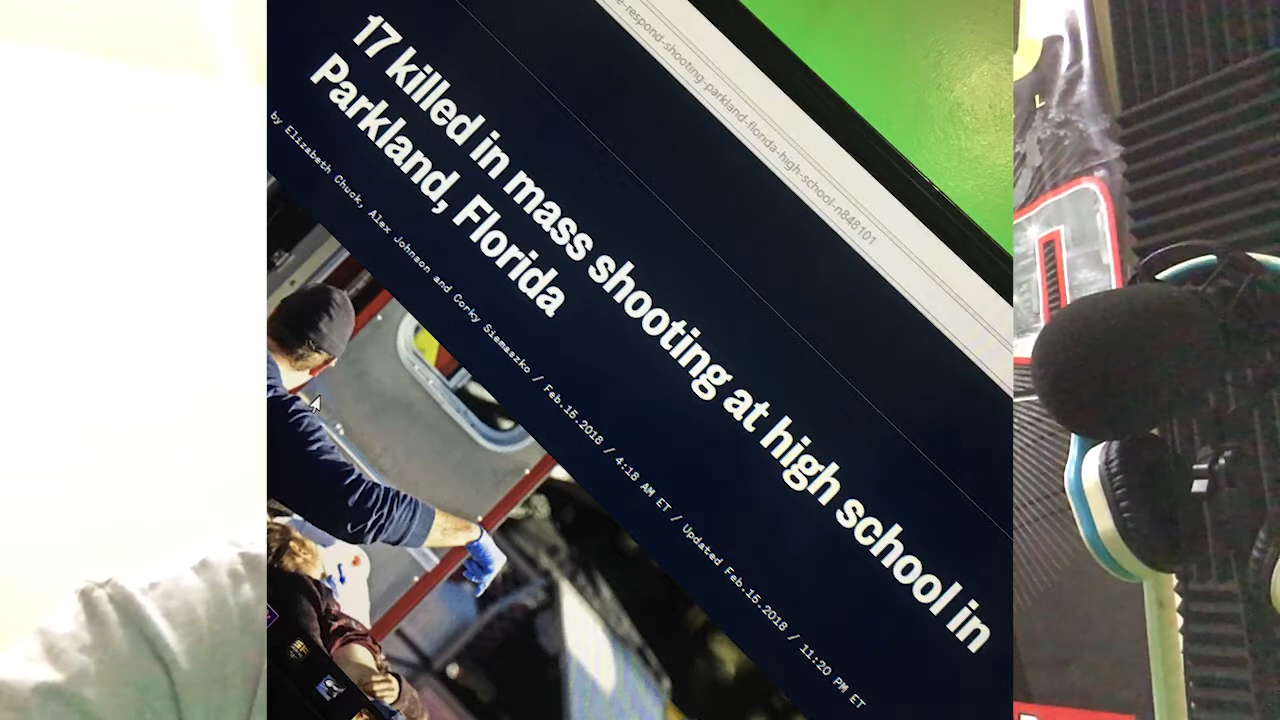 e-respond-shooting-parkland-florida-high-school-n848101
17 killed in mass shooting at high school in
Parkland, Florida
by Elizabeth Chuck, Alex Johnson and Corky Siemaszko / Feb.15.2018 / 4:18 AM ET / Updated Feb.15.2018 / 11:20 PM ET
L